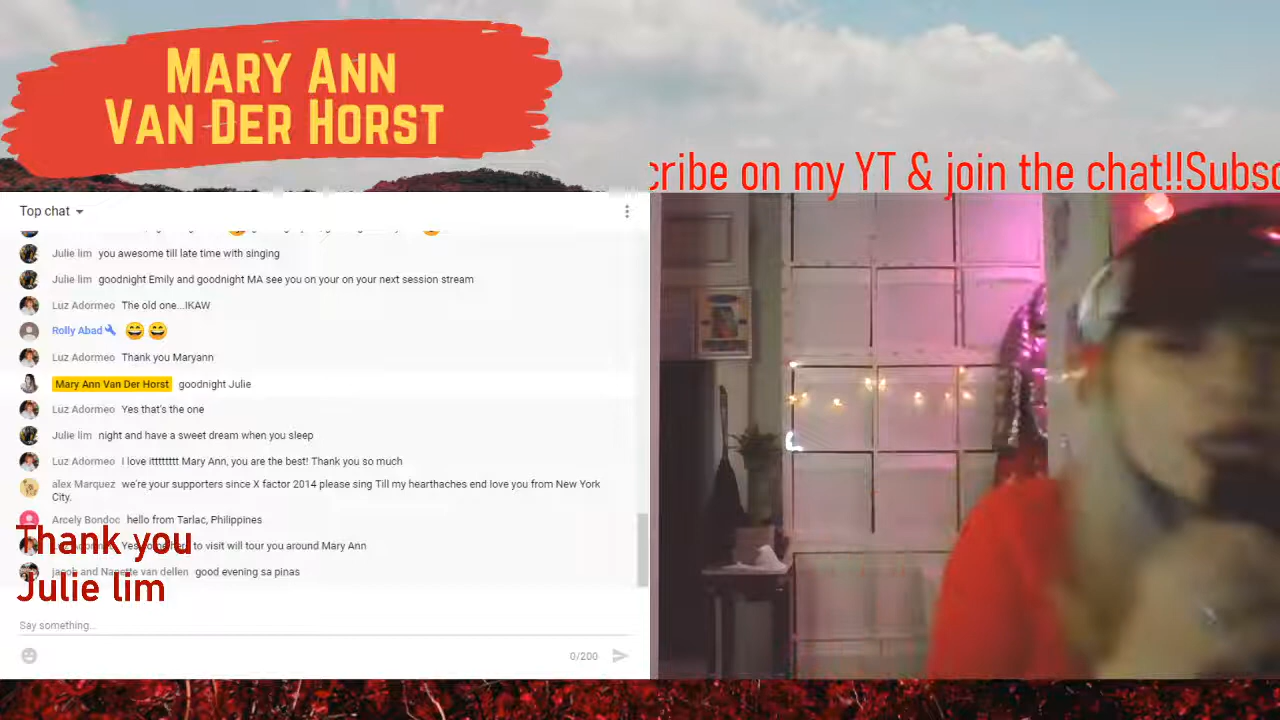 MARY ANN
VAN DER HORST
cribe on my YT & join the chat!!Subsc
Top chat
Julie lim you awesome till late time with singing
Julie lim goodnight Emily and goodnight MA see you on your on your next session stream
Luz Adormeo The old one...IKAW
Rolly Abad 😄 😄
Luz Adormeo Thank you Maryann
Mary Ann Van Der Horst goodnight Julie
Luz Adormeo Yes that's the one
Julie lim night and have a sweet dream when you sleep
Luz Adormeo I love itttttttt Mary Ann, you are the best! Thank you so much
alex Marquez we're your supporters since X factor 2014 please sing Till my hearthaches end love you from New York
City.
Arcely Bondoc hello from Tarlac, Philippines
to visit will tour you around Mary Ann
jacob and Nanette van dellen good evening sa pinas
Thank you
Julie lim
Say something...
0/200